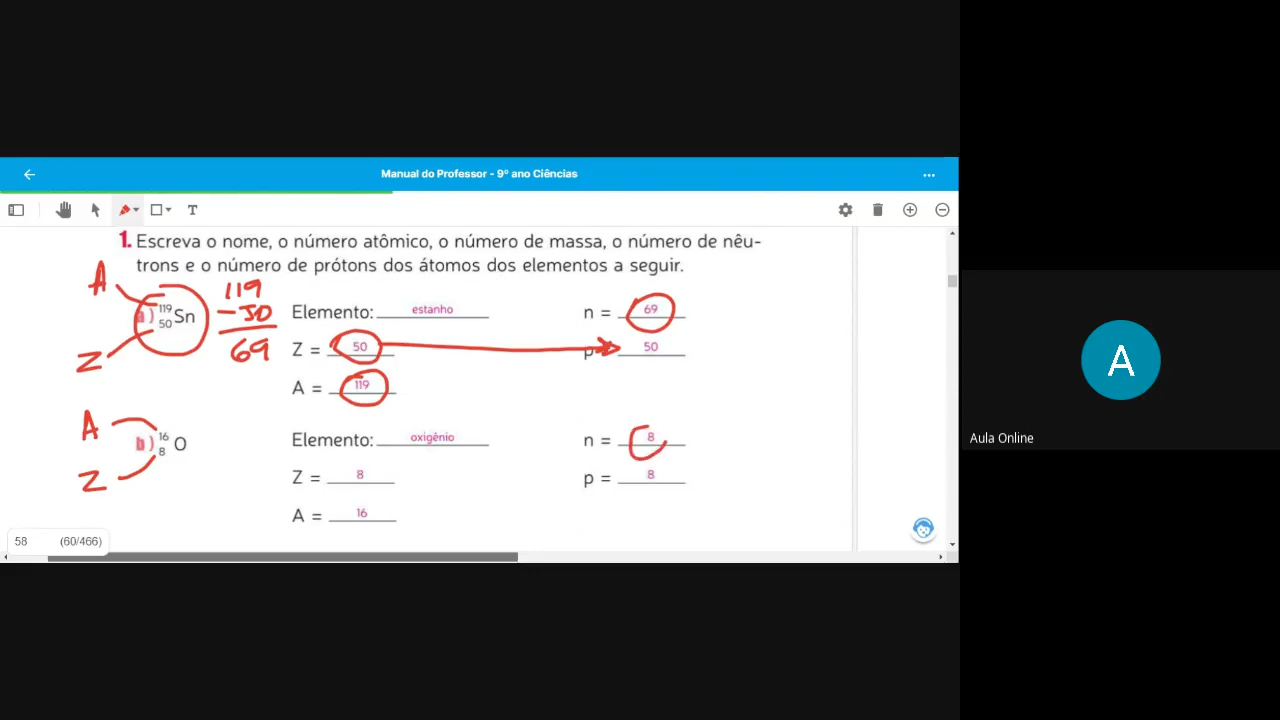 Manual do Professor - 9º ano Ciências
T
1. Escreva o nome, o número atômico, o número de massa, o número de nêu-
trons e o número de prótons dos átomos dos elementos a seguir.
A
a) 119 50 Sn
Z
119
-50
69
Elemento: estanho
n = 69
Z = 50
p = 50
A = 119
A
b) 16 8 O
Z
Elemento: oxigênio
n = 8
Z = 8
p = 8
A = 16
58 (60/466)
A
Aula Online